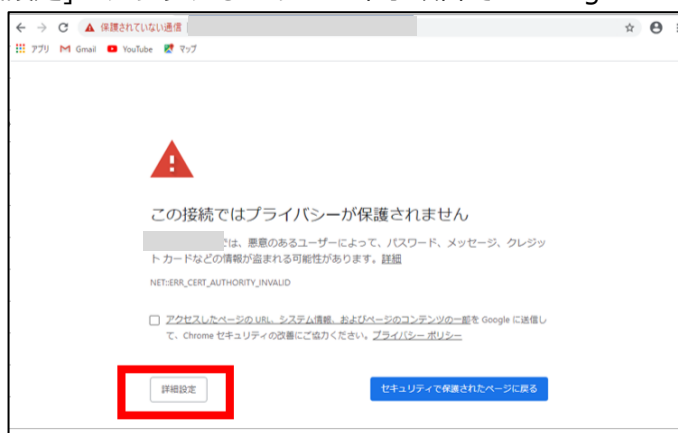 保護されていない通信
アプリ Gmail YouTube マップ
この接続ではプライバシーが保護されません
では、悪意のあるユーザーによって、パスワード、メッセージ、クレジッ
ト カードなどの情報が盗まれる可能性があります。詳細
NET::ERR_CERT_AUTHORITY_INVALID
アクセスしたページの URL、システム情報、およびページのコンテンツの一部を Google に送信し
て、Chrome セキュリティの改善にご協力ください。プライバシー ポリシー
詳細設定 セキュリティで保護されたページに戻る